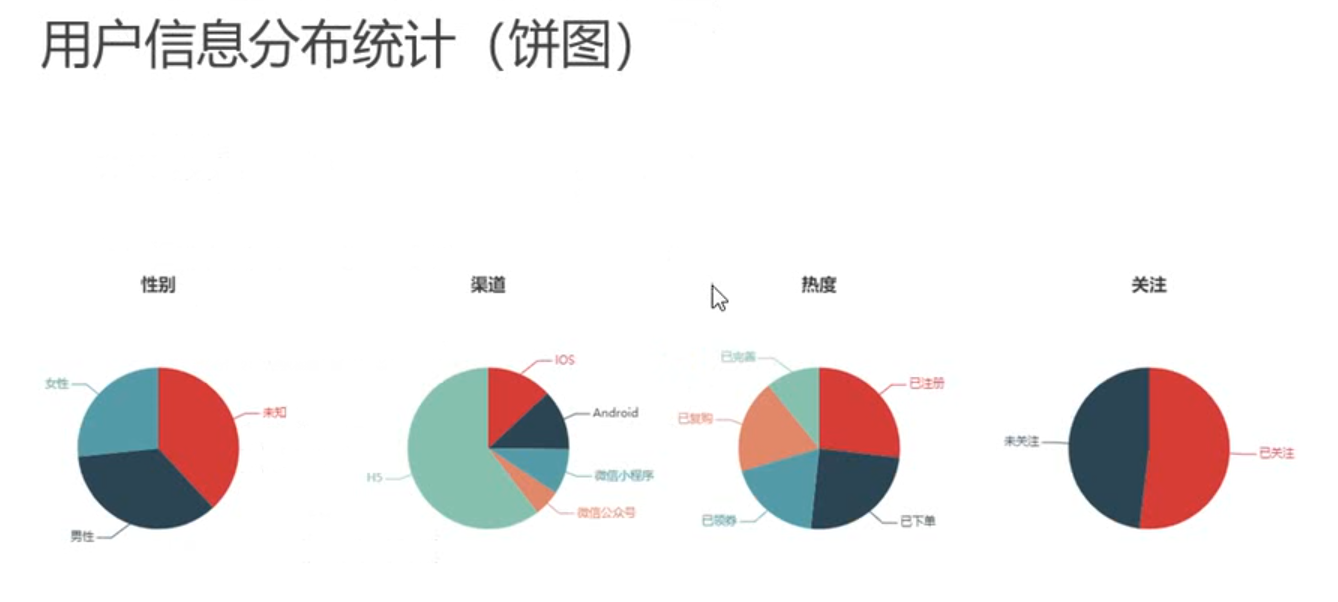 用户信息分布统计（饼图）
性别
渠道
热度
关注
女性
未知
男性
IOS
Android
微信小程序
微信公众号
H5
已完善
已注册
已复购
已领券
已下单
未关注
已关注